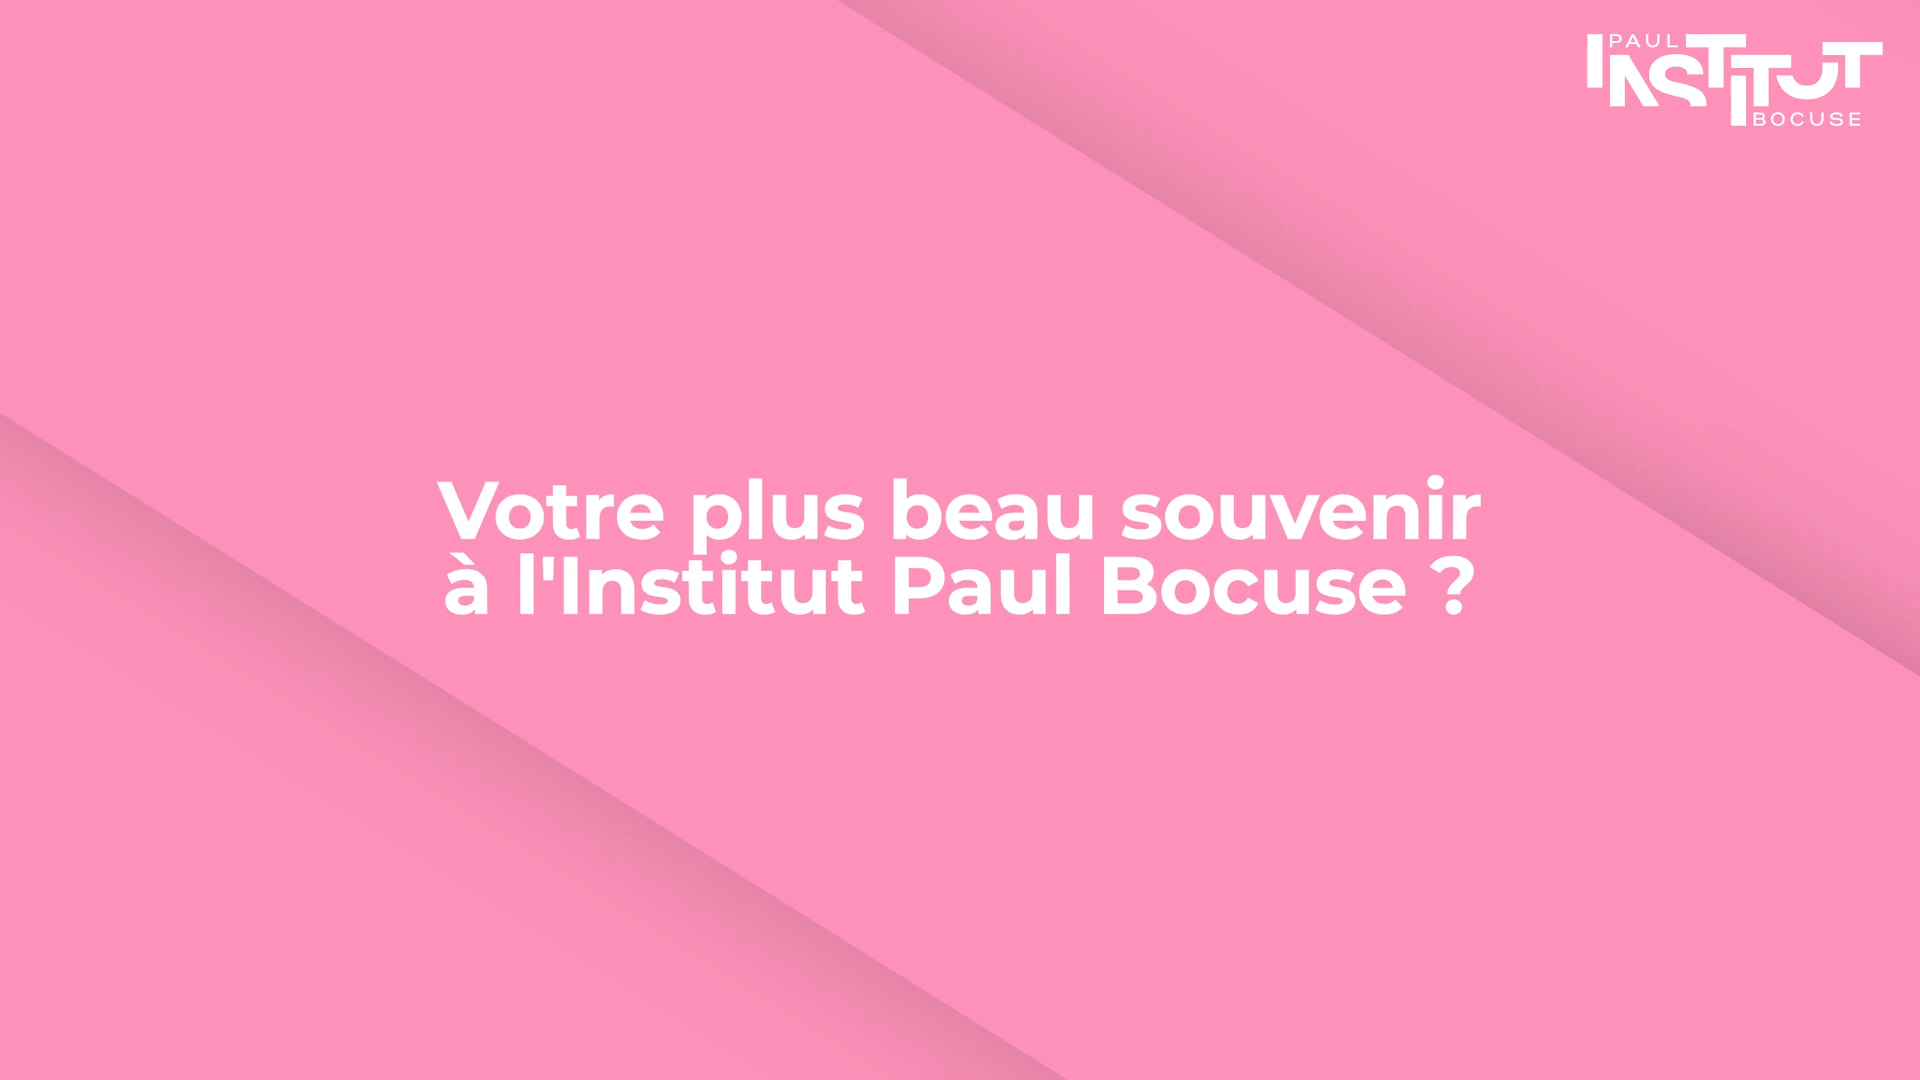 PAUL
INSTITUT
BOCUSE
Votre plus beau souvenir
à l'Institut Paul Bocuse ?